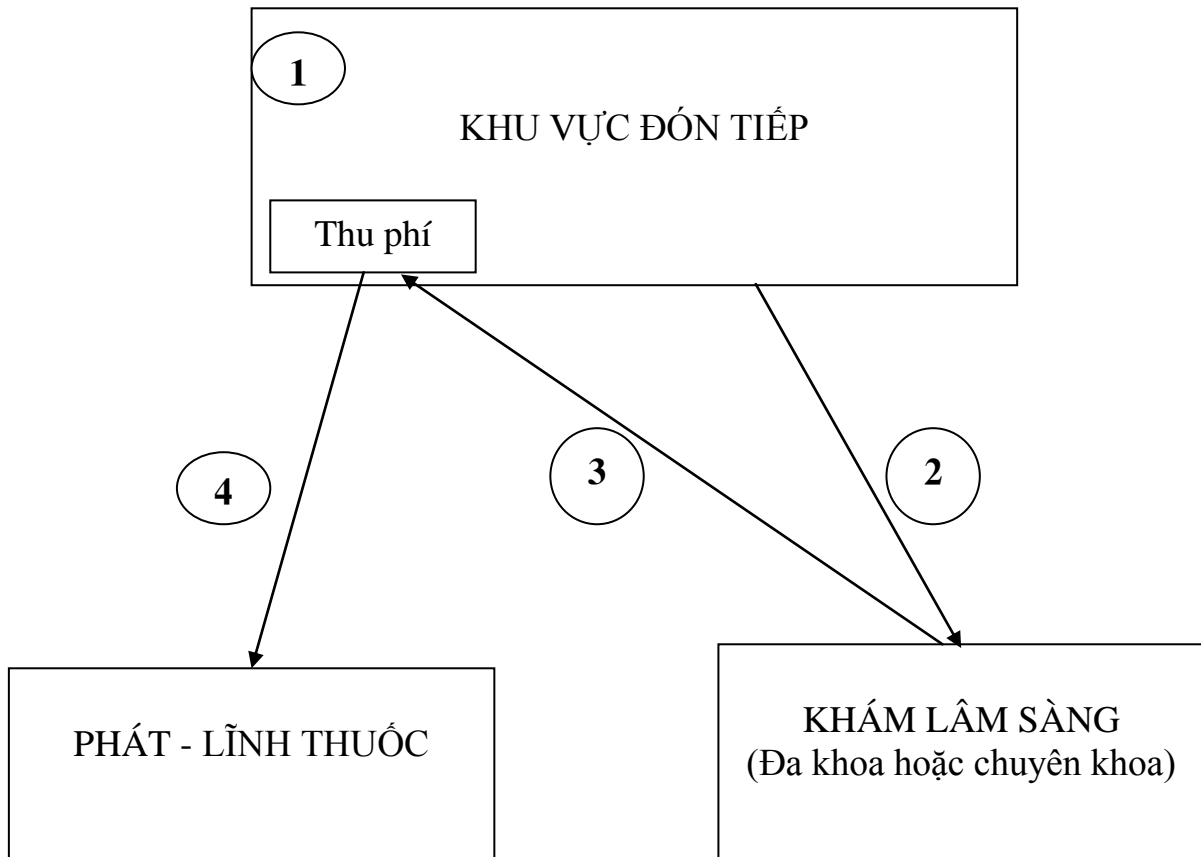 1
KHU VỰC ĐÓN TIẾP
Thu phí
4
3
2
PHÁT - LĨNH THUỐC
KHÁM LÂM SÀNG
(Đa khoa hoặc chuyên khoa)